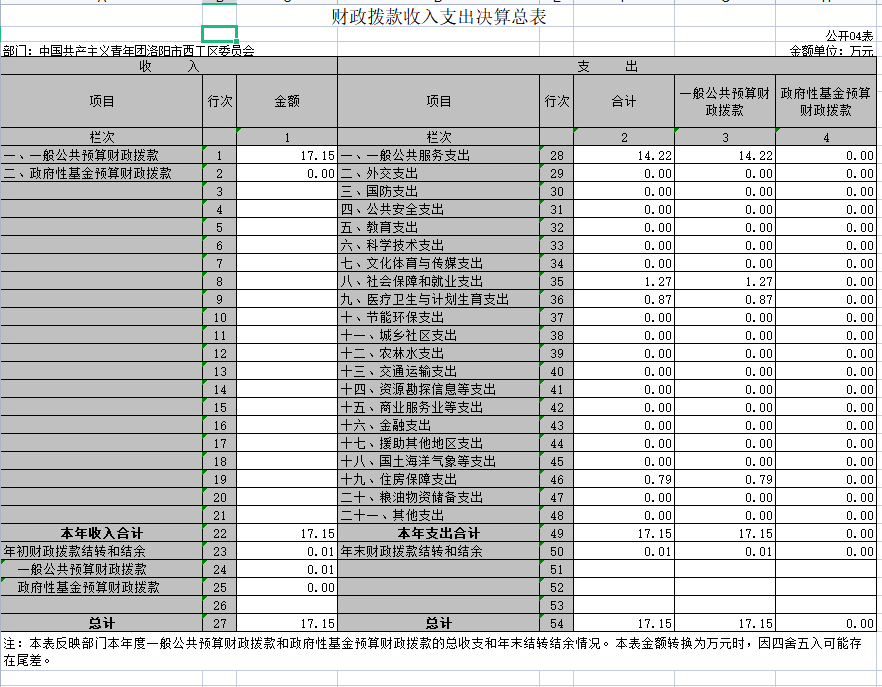 财政拨款收入支出决算总表
公开04表
部门：中国共产主义青年团洛阳市西工区委员会 金额单位：万元
收 入 支 出
项目 行次 金额 项目 行次 合计 一般公共预算财政拨款 政府性基金预算财政拨款
栏次 1 栏次 2 3 4
一、一般公共预算财政拨款 1 17.15 一、一般公共服务支出 28 14.22 14.22 0.00
二、政府性基金预算财政拨款 2 0.00 二、外交支出 29 0.00 0.00 0.00
3 三、国防支出 30 0.00 0.00 0.00
4 四、公共安全支出 31 0.00 0.00 0.00
5 五、教育支出 32 0.00 0.00 0.00
6 六、科学技术支出 33 0.00 0.00 0.00
7 七、文化体育与传媒支出 34 0.00 0.00 0.00
8 八、社会保障和就业支出 35 1.27 1.27 0.00
9 九、医疗卫生与计划生育支出 36 0.87 0.87 0.00
10 十、节能环保支出 37 0.00 0.00 0.00
11 十一、城乡社区支出 38 0.00 0.00 0.00
12 十二、农林水支出 39 0.00 0.00 0.00
13 十三、交通运输支出 40 0.00 0.00 0.00
14 十四、资源勘探信息等支出 41 0.00 0.00 0.00
15 十五、商业服务业等支出 42 0.00 0.00 0.00
16 十六、金融支出 43 0.00 0.00 0.00
17 十七、援助其他地区支出 44 0.00 0.00 0.00
18 十八、国土海洋气象等支出 45 0.00 0.00 0.00
19 十九、住房保障支出 46 0.79 0.79 0.00
20 二十、粮油物资储备支出 47 0.00 0.00 0.00
21 二十一、其他支出 48 0.00 0.00 0.00
本年收入合计 22 17.15 本年支出合计 49 17.15 17.15 0.00
年初财政拨款结转和结余 23 0.01 年末财政拨款结转和结余 50 0.01 0.01 0.00
一般公共预算财政拨款 24 0.01 51
政府性基金预算财政拨款 25 0.00 52
26 53
总计 27 17.15 总计 54 17.15 17.15 0.00
注：本表反映部门本年度一般公共预算财政拨款和政府性基金预算财政拨款的总收支和年末结转结余情况。本表金额转换为万元时，因四舍五入可能存
在尾差。